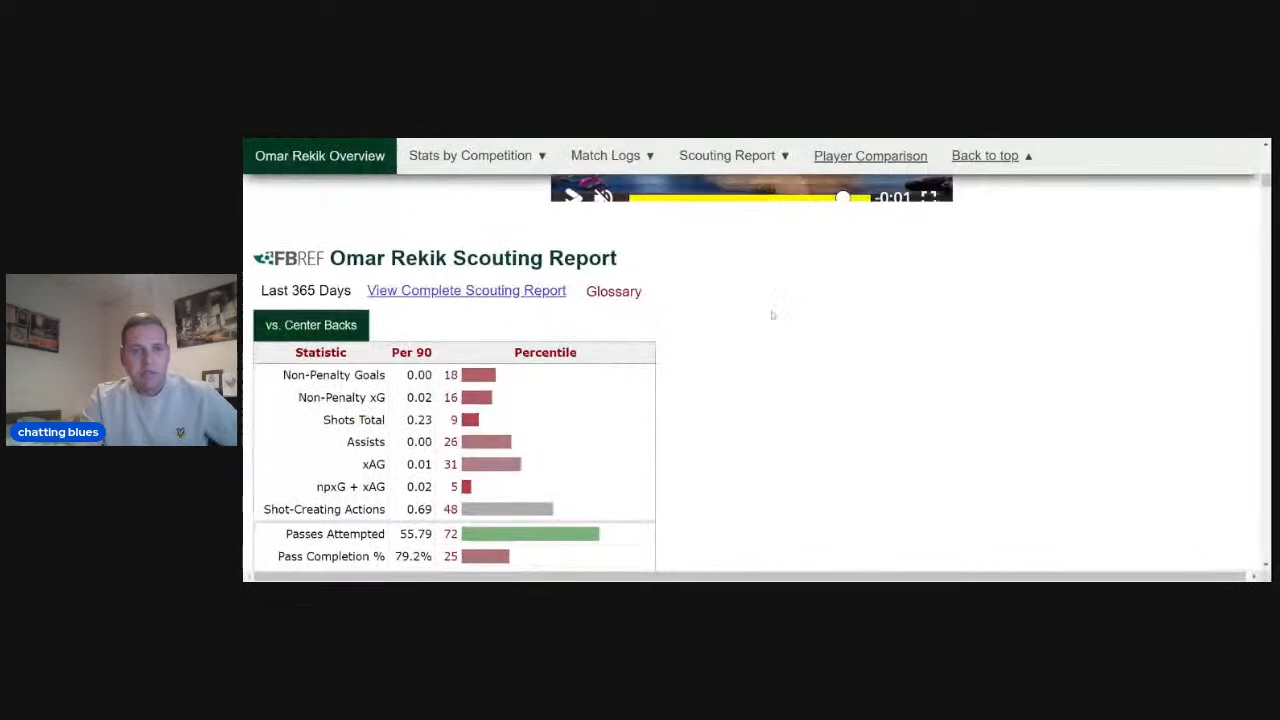 Omar Rekik Overview Stats by Competition ▼ Match Logs ▼ Scouting Report ▼ Player Comparison Back to top ▲
-0:01
FBREF Omar Rekik Scouting Report
Last 365 Days View Complete Scouting Report Glossary
vs. Center Backs
Statistic Per 90 Percentile
Non-Penalty Goals 0.00 18
Non-Penalty xG 0.02 16
Shots Total 0.23 9
Assists 0.00 26
xAG 0.01 31
npxG + xAG 0.02 5
Shot-Creating Actions 0.69 48
Passes Attempted 55.79 72
Pass Completion % 79.2% 25
chatting blues